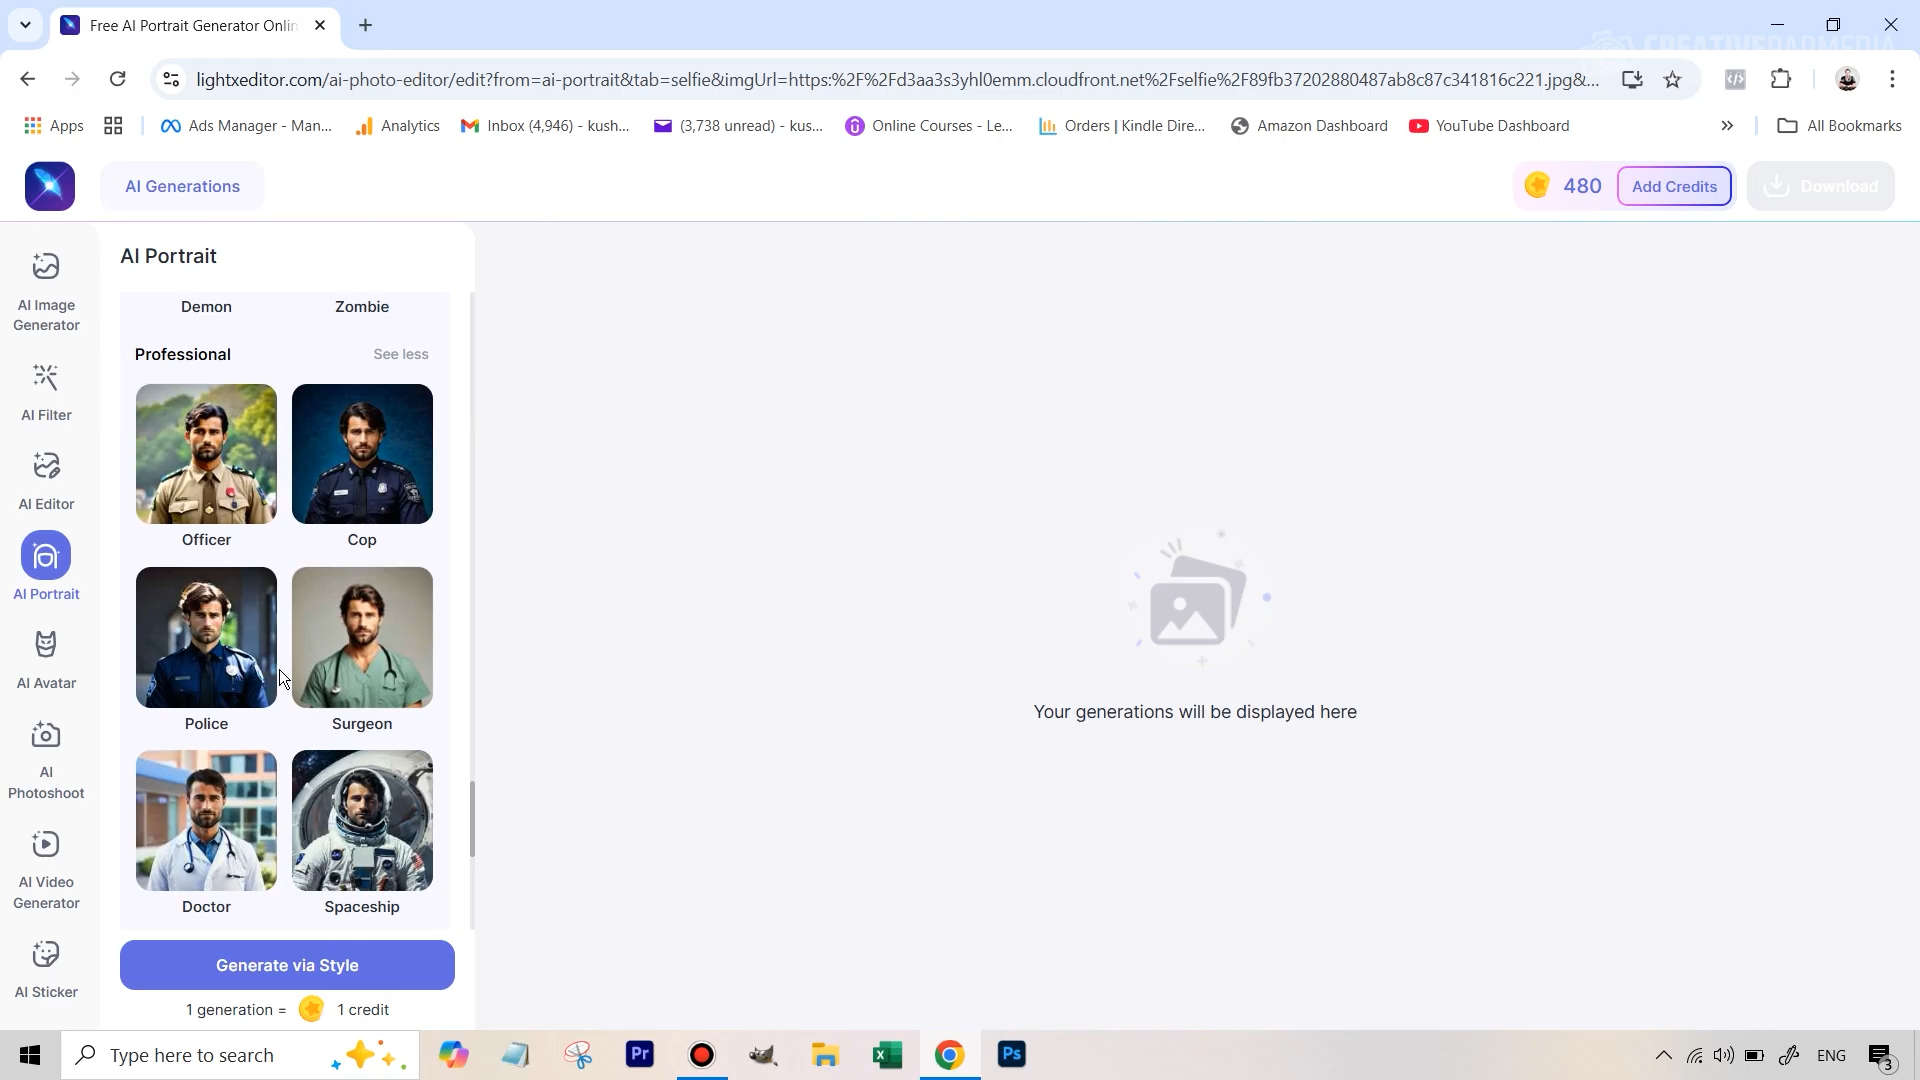 Free AI Portrait Generator Onlin
CREATIVEPADMEDIA
lightxeditor.com/ai-photo-editor/edit?from=ai-portrait&tab=selfie&imgUrl=https:%2F%2Fd3aa3s3yhl0emm.cloudfront.net%2Fselfie%2F89fb37202880487ab8c87c341816c221.jpg&...
Apps
Ads Manager - Man...
Analytics
Inbox (4,946) - kush...
(3,738 unread) - kus...
Online Courses - Le...
Orders | Kindle Dire...
Amazon Dashboard
YouTube Dashboard
All Bookmarks
AI Generations
480
Add Credits
Download
AI Image
Generator
AI Filter
AI Editor
AI Portrait
AI Avatar
AI
Photoshoot
AI Video
Generator
AI Sticker
AI Portrait
Demon
Zombie
Professional
See less
Officer
Cop
Police
Surgeon
Doctor
Spaceship
Generate via Style
1 generation = 1 credit
Your generations will be displayed here
Type here to search
Pr
Ps
ENG
3